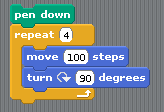 pen down
repeat 4
move 100 steps
turn 90 degrees